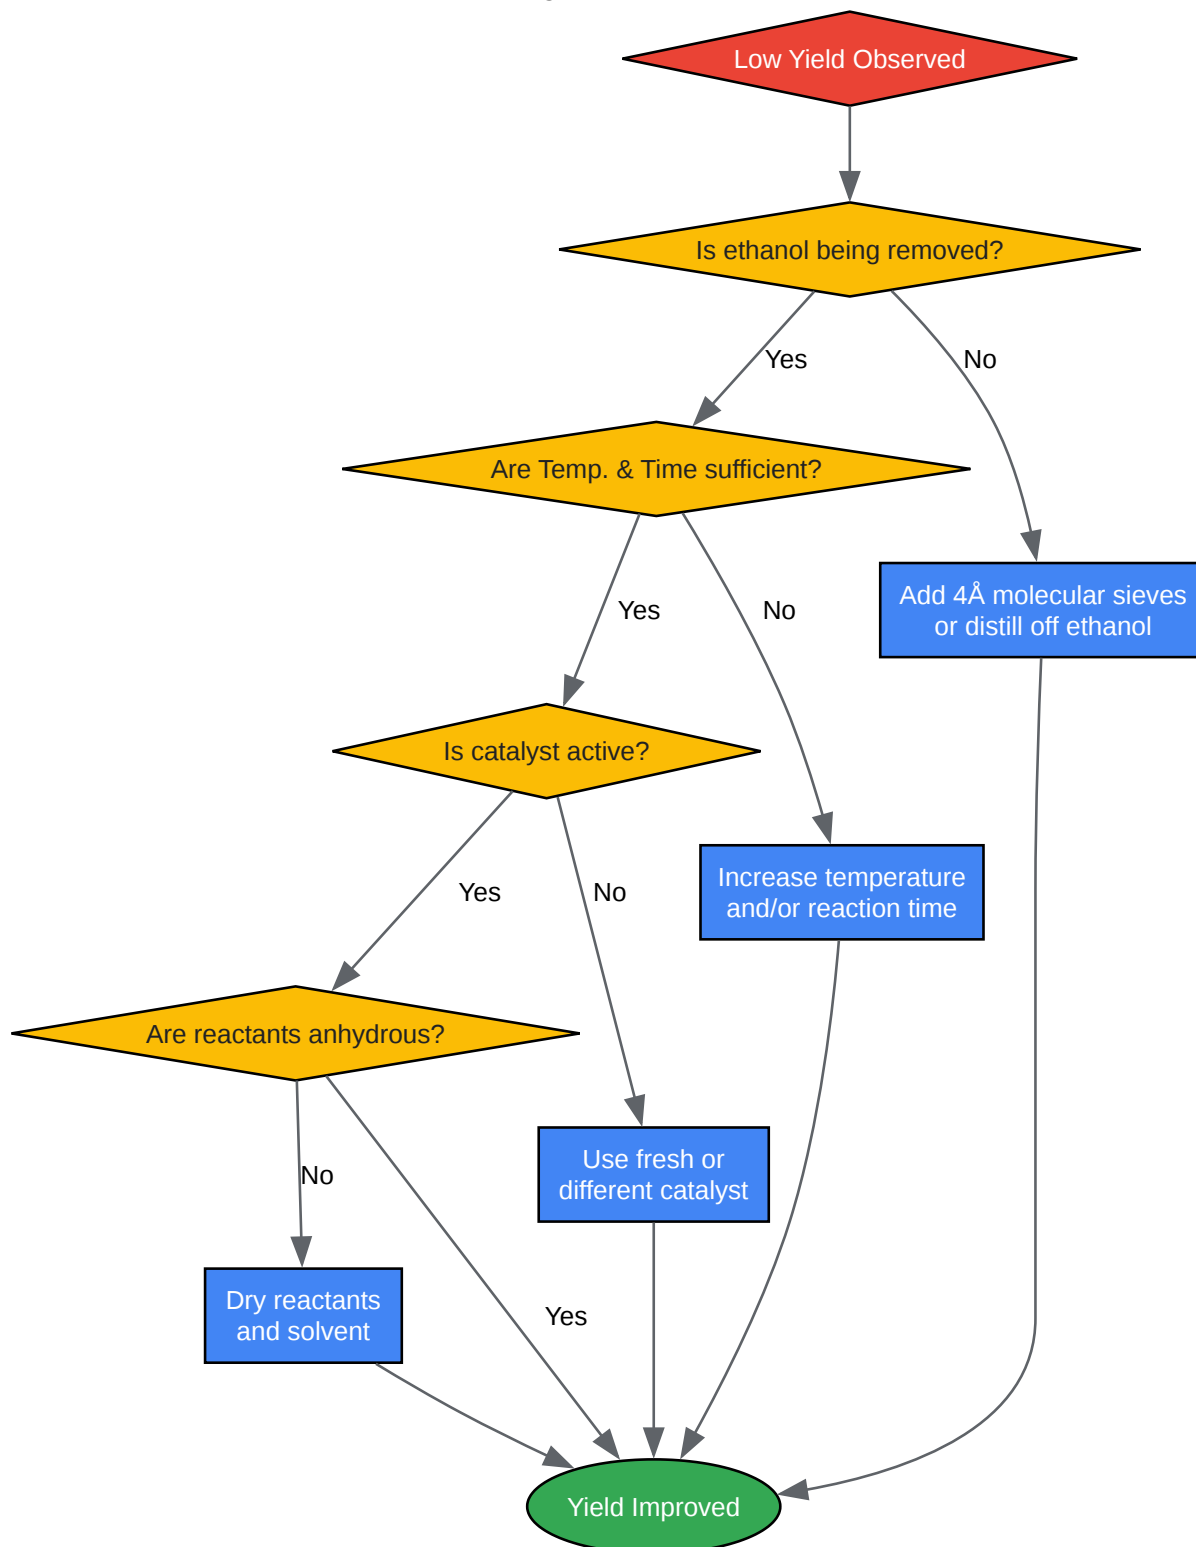 Low Yield Observed
Is ethanol being removed?
Yes
No
Are Temp. & Time sufficient?
Add 4Å molecular sieves
or distill off ethanol
Yes
No
Is catalyst active?
Increase temperature
and/or reaction time
Yes
No
Are reactants anhydrous?
Use fresh or
different catalyst
No
Dry reactants
and solvent
Yes
Yield Improved